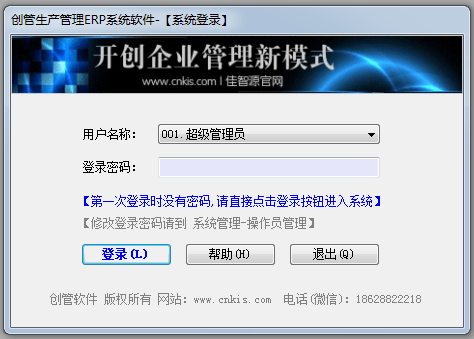 创管生产管理ERP系统软件-【系统登录】
开创企业管理新模式
www.cnkis.com | 佳智源官网
用户名称: 001.超级管理员
登录密码:
【第一次登录时没有密码,请直接点击登录按钮进入系统】
【修改登录密码请到 系统管理-操作员管理】
登录(L) 帮助(H) 退出(Q)
创管软件 版权所有 网站: www.cnkis.com 电话(微信): 18628822218